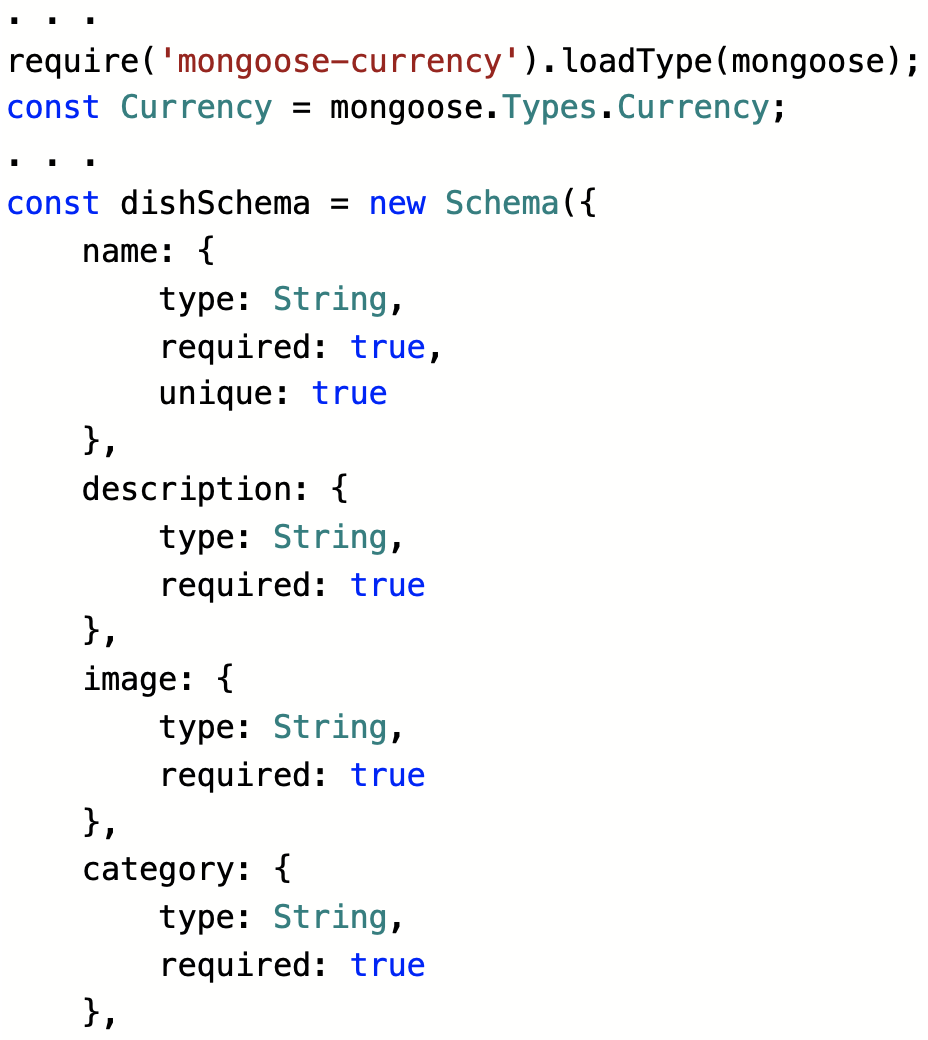 . . .
require('mongoose-currency').loadType(mongoose);
const Currency = mongoose.Types.Currency;
. . .
const dishSchema = new Schema({
    name: {
        type: String,
        required: true,
        unique: true
    },
    description: {
        type: String,
        required: true
    },
    image: {
        type: String,
        required: true
    },
    category: {
        type: String,
        required: true
    },